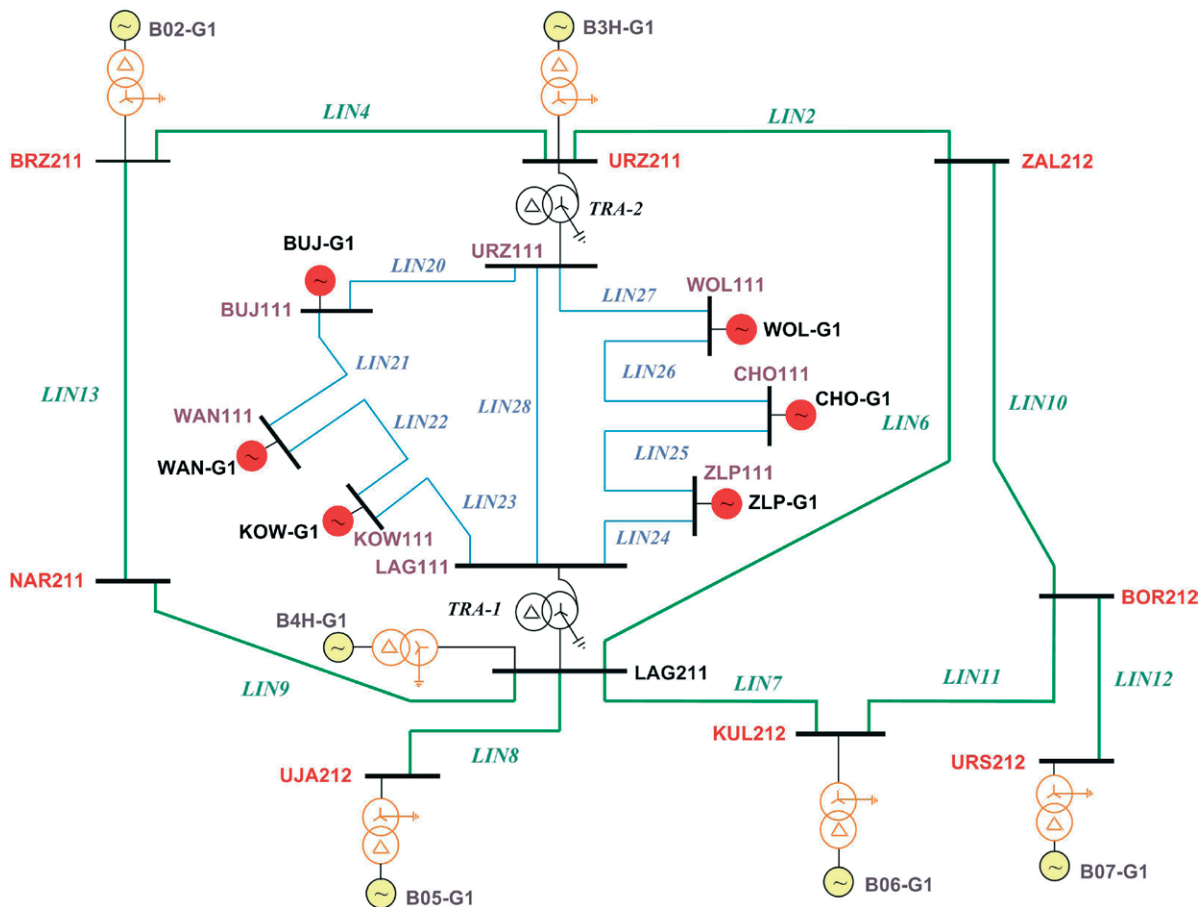 B02-G1
B3H-G1
LIN4
LIN2
BRZ211
URZ211
ZAL212
TRA-2
BUJ-G1
URZ111
LIN20
WOL111
LIN27
BUJ111
WOL-G1
LIN21
LIN26
CHO111
LIN13
WAN111
LIN22
LIN28
CHO-G1
LIN10
LIN6
WAN-G1
LIN25
ZLP111
LIN23
ZLP-G1
KOW-G1
KOW111
LIN24
LAG111
NAR211
BOR212
TRA-1
B4H-G1
LAG211
LIN9
LIN7
LIN11
LIN12
KUL212
LIN8
URS212
UJA212
B07-G1
B06-G1
B05-G1